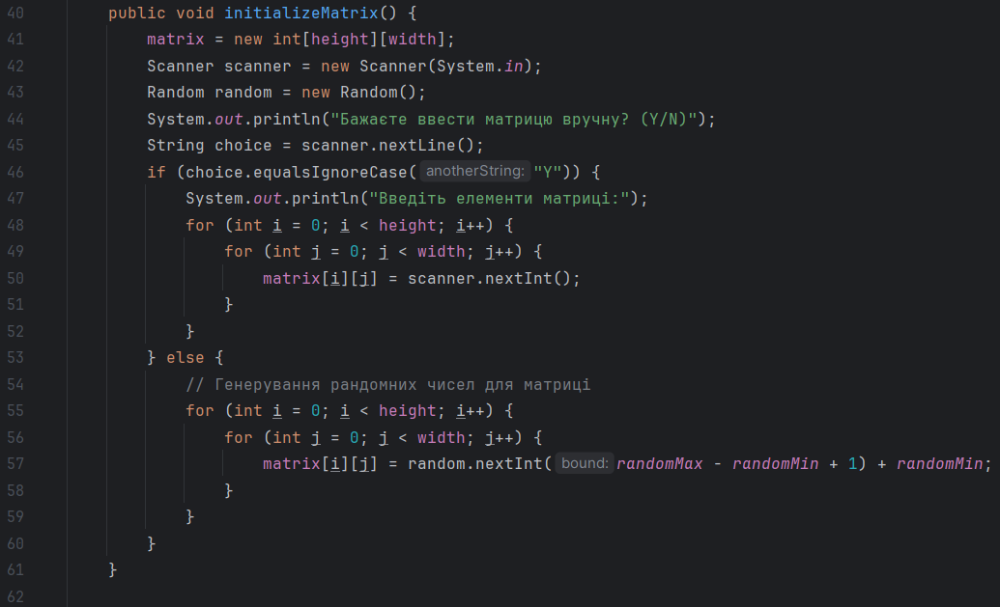 40 public void initializeMatrix() {
41 matrix = new int[height][width];
42 Scanner scanner = new Scanner(System.in);
43 Random random = new Random();
44 System.out.println("Бажаєте ввести матрицю вручну? (Y/N)");
45 String choice = scanner.nextLine();
46 if (choice.equalsIgnoreCase( anotherString: "Y")) {
47 System.out.println("Введіть елементи матриці:");
48 for (int i = 0; i < height; i++) {
49 for (int j = 0; j < width; j++) {
50 matrix[i][j] = scanner.nextInt();
51 }
52 }
53 } else {
54 // Генерування рандомних чисел для матриці
55 for (int i = 0; i < height; i++) {
56 for (int j = 0; j < width; j++) {
57 matrix[i][j] = random.nextInt( bound: randomMax - randomMin + 1) + randomMin;
58 }
59 }
60 }
61 }
62